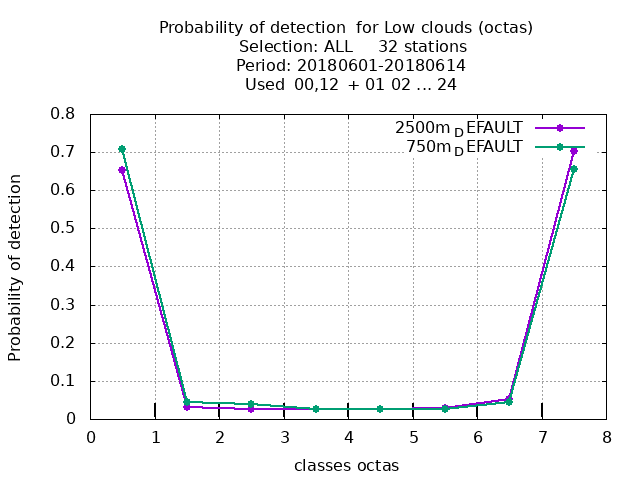 Probability of detection  for Low clouds (octas)
Selection: ALL     32 stations
Period: 20180601-20180614
Used  00,12  + 01 02 ... 24
2500m_DEFAULT
750m_DEFAULT
Probability of detection
0.8
0.7
0.6
0.5
0.4
0.3
0.2
0.1
0
0 1 2 3 4 5 6 7 8
classes octas